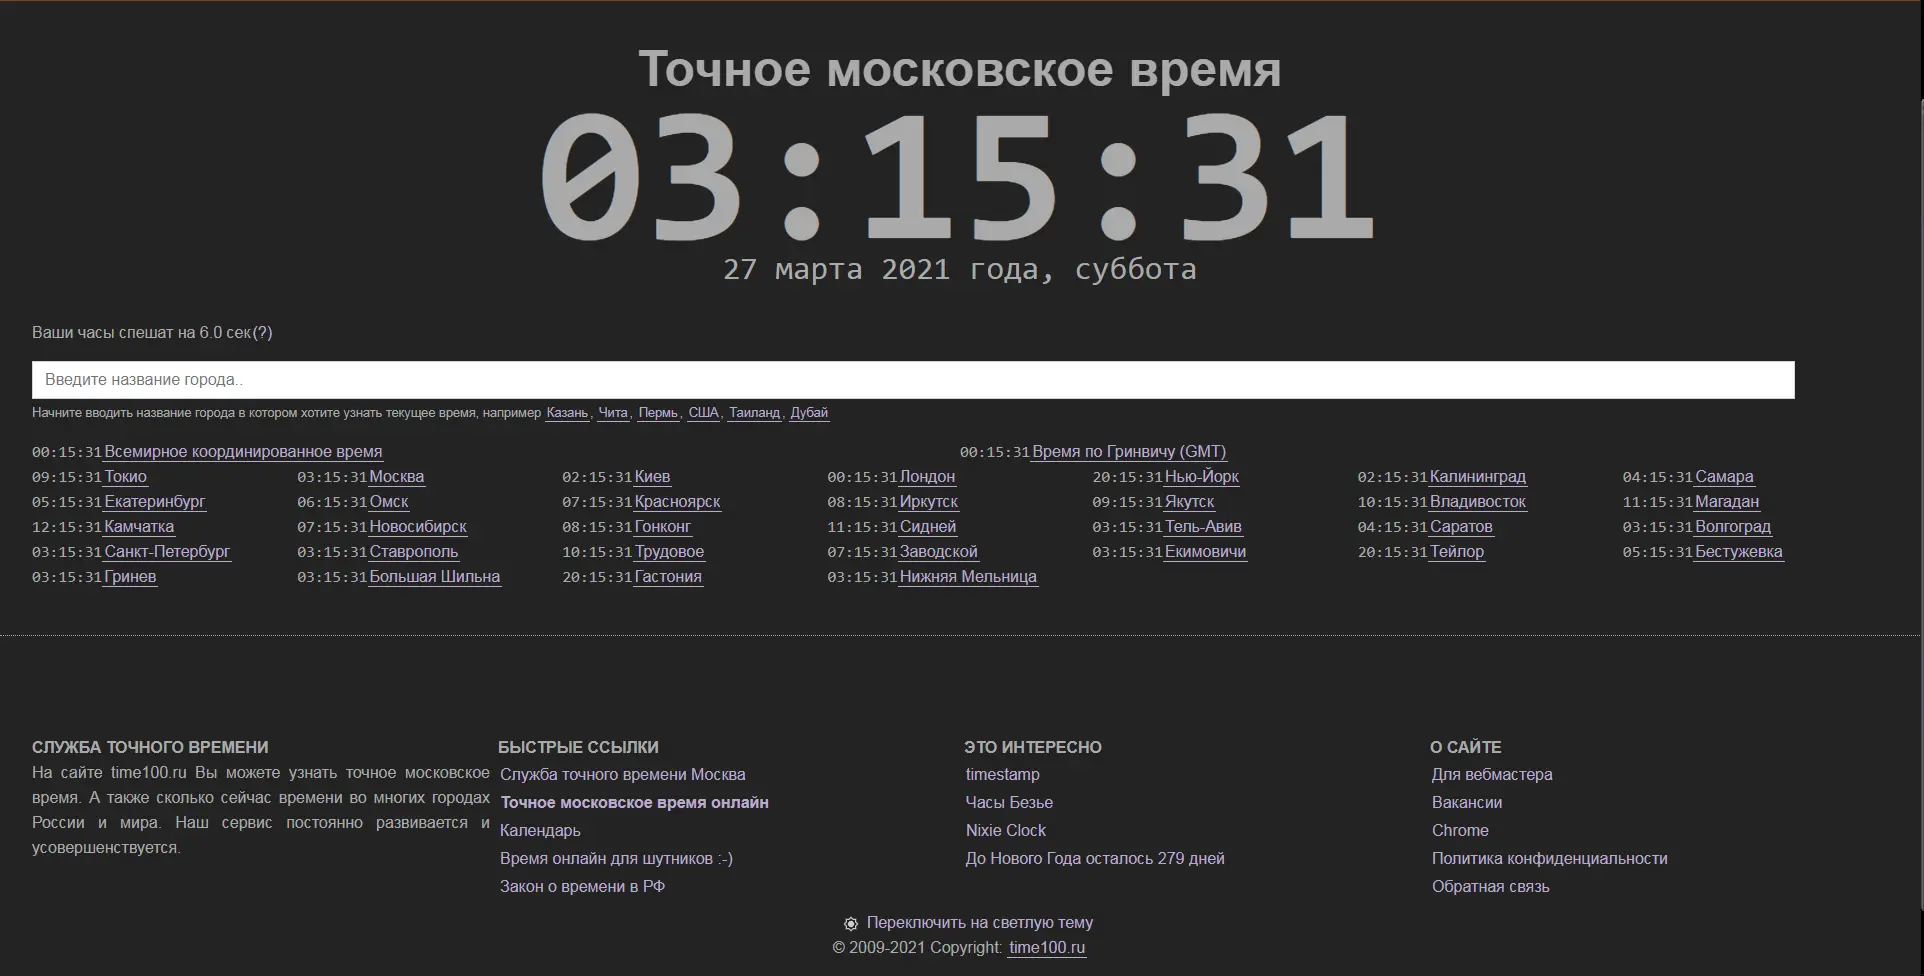 Точное московское время
03:15:31
27 марта 2021 года, суббота
Ваши часы спешат на 6.0 сек(?)
Введите название города..
Начните вводить название города в котором хотите узнать текущее время, например Казань, Чита, Пермь, США, Таиланд, Дубай
00:15:31 Всемирное координированное время 00:15:31 Время по Гринвичу (GMT)
09:15:31 Токио 03:15:31 Москва 02:15:31 Киев 00:15:31 Лондон 20:15:31 Нью-Йорк 02:15:31 Калининград 04:15:31 Самара
05:15:31 Екатеринбург 06:15:31 Омск 07:15:31 Красноярск 08:15:31 Иркутск 09:15:31 Якутск 10:15:31 Владивосток 11:15:31 Магадан
12:15:31 Камчатка 07:15:31 Новосибирск 08:15:31 Гонконг 11:15:31 Сидней 03:15:31 Тель-Авив 04:15:31 Саратов 03:15:31 Волгоград
03:15:31 Санкт-Петербург 03:15:31 Ставрополь 10:15:31 Трудовое 07:15:31 Заводской 03:15:31 Екимовичи 20:15:31 Тейлор 05:15:31 Бестужевка
03:15:31 Гринев 03:15:31 Большая Шильна 20:15:31 Гастония 03:15:31 Нижняя Мельница
СЛУЖБА ТОЧНОГО ВРЕМЕНИ
На сайте time100.ru Вы можете узнать точное московское
время. А также сколько сейчас времени во многих городах
России и мира. Наш сервис постоянно развивается и
усовершенствуется.
БЫСТРЫЕ ССЫЛКИ
Служба точного времени Москва
Точное московское время онлайн
Календарь
Время онлайн для шутников :-)
Закон о времени в РФ
ЭТО ИНТЕРЕСНО
timestamp
Часы Безье
Nixie Clock
До Нового Года осталось 279 дней
О САЙТЕ
Для вебмастера
Вакансии
Chrome
Политика конфиденциальности
Обратная связь
Переключить на светлую тему
© 2009-2021 Copyright: time100.ru